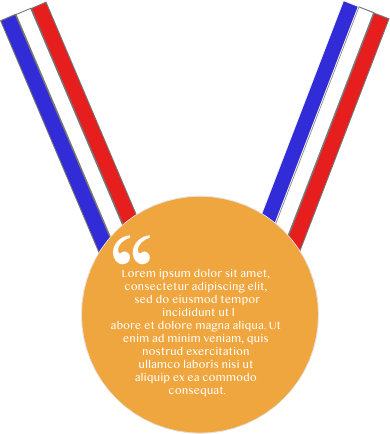 “
Lorem ipsum dolor sit amet,
consectetur adipiscing elit,
sed do eiusmod tempor
incididunt ut l
abore et dolore magna aliqua. Ut
enim ad minim veniam, quis
nostrud exercitation
ullamco laboris nisi ut
aliquip ex ea commodo
consequat.